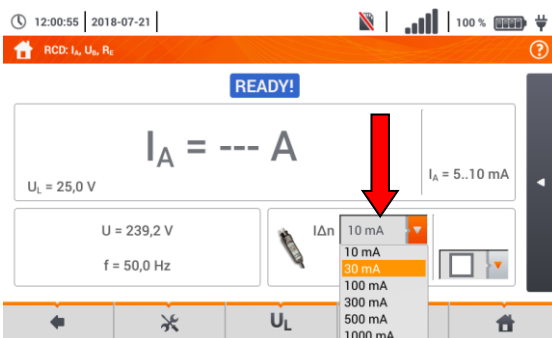 12:00:55 2018-07-21 100 %
RCD: IA, UB, RE ?
READY!
IA = --- A
IA = 5..10 mA
UL = 25,0 V
U = 239,2 V
f = 50,0 Hz
I∆n 10 mA
10 mA
30 mA
100 mA
300 mA
500 mA
1000 mA
UL